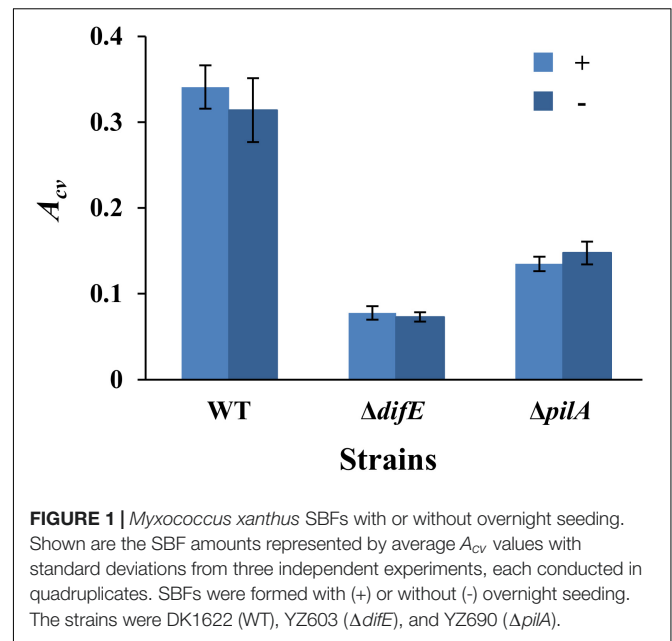 0.4
0.3
0.2
0.1
0
A_cv
+
-
WT
ΔdifE
ΔpilA
Strains
FIGURE 1 | Myxococcus xanthus SBFs with or without overnight seeding.
Shown are the SBF amounts represented by average A_cv values with
standard deviations from three independent experiments, each conducted in
quadruplicates. SBFs were formed with (+) or without (-) overnight seeding.
The strains were DK1622 (WT), YZ603 (ΔdifE), and YZ690 (ΔpilA).